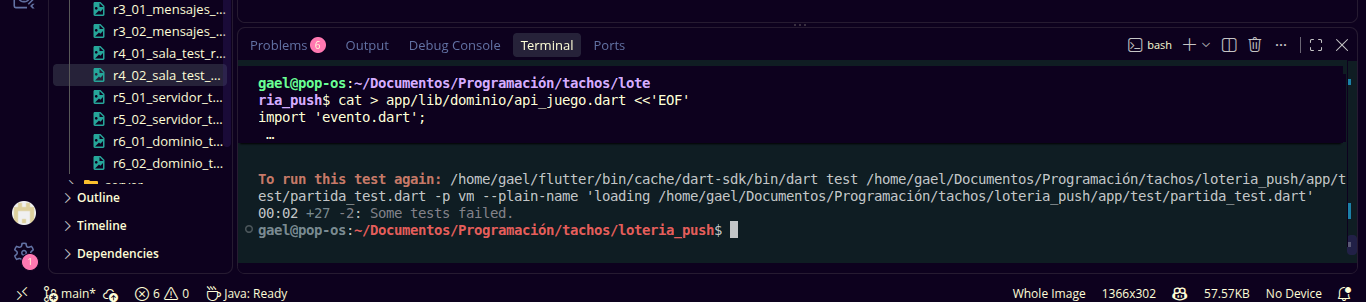 r3_01_mensajes_...
r3_02_mensajes_...
r4_01_sala_test_r...
r4_02_sala_test_...
r5_01_servidor_t...
r5_02_servidor_t...
r6_01_dominio_t...
r6_02_dominio_t...
Outline
Timeline
Dependencies
1
Problems 6 Output Debug Console Terminal Ports
bash
gael@pop-os:~/Documentos/Programación/tachos/lote
ria_push$ cat > app/lib/dominio/api_juego.dart <<'EOF'
import 'evento.dart';
…
To run this test again: /home/gael/flutter/bin/cache/dart-sdk/bin/dart test /home/gael/Documentos/Programación/tachos/loteria_push/app/t
est/partida_test.dart -p vm --plain-name 'loading /home/gael/Documentos/Programación/tachos/loteria_push/app/test/partida_test.dart'
00:02 +27 -2: Some tests failed.
gael@pop-os:~/Documentos/Programación/tachos/loteria_push$
main* 6 0 Java: Ready Whole Image 1366x302 57.57KB No Device